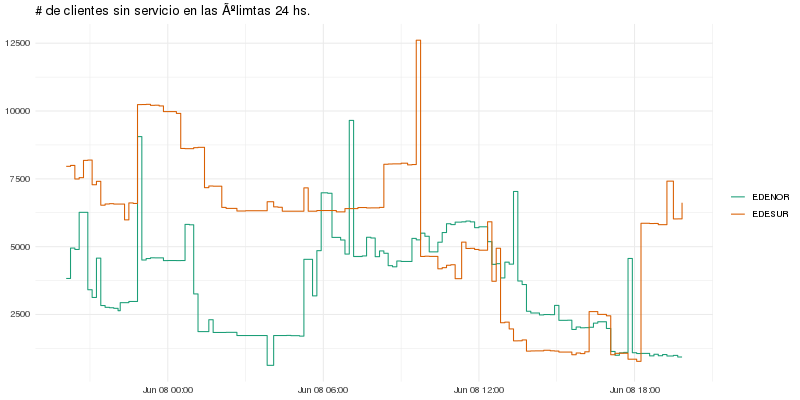 # de clientes sin servicio en las Ãºlimtas 24 hs.
12500
10000
7500
5000
2500
Jun 08 00:00
Jun 08 06:00
Jun 08 12:00
Jun 08 18:00
EDENOR
EDESUR